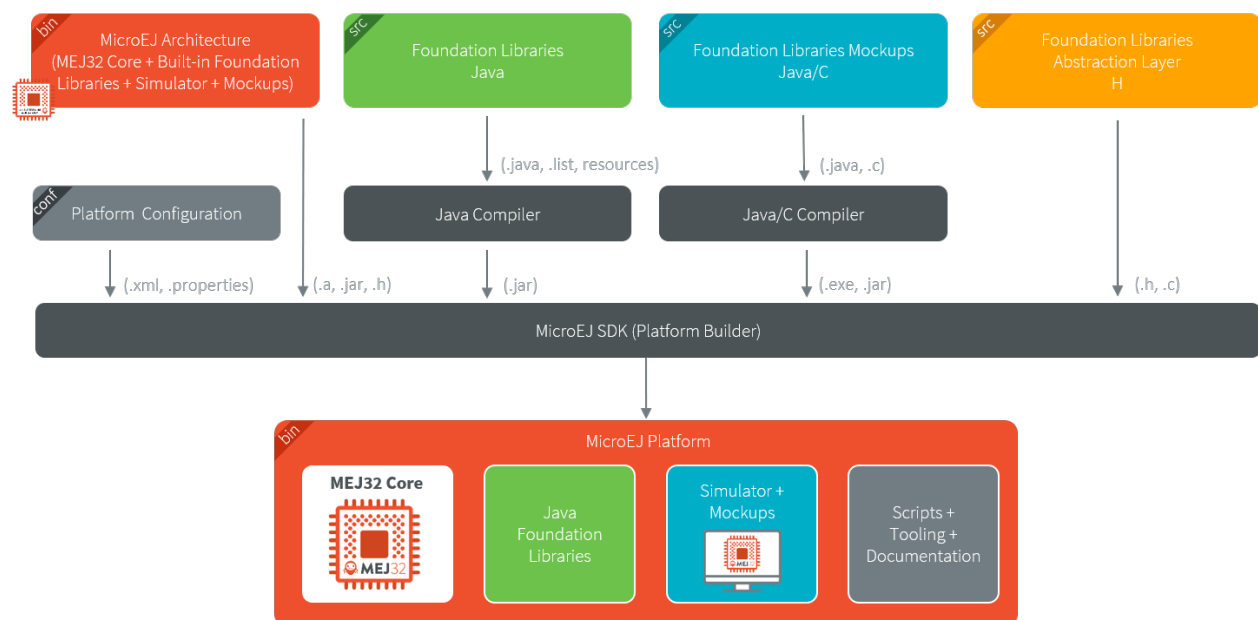 bin
MicroEJ Architecture
(MEJ32 Core + Built-in Foundation
Libraries + Simulator + Mockups)
src
Foundation Libraries
Java
src
Foundation Libraries Mockups
Java/C
src
Foundation Libraries
Abstraction Layer
H
(.java, .list, resources)
(.java, .c)
conf
Platform Configuration
Java Compiler
Java/C Compiler
(.xml, .properties)
(.a, .jar, .h)
(.jar)
(.exe, .jar)
(.h, .c)
MicroEJ SDK (Platform Builder)
bin
MicroEJ Platform
MEJ32 Core
MEJ32
Java
Foundation
Libraries
Simulator +
Mockups
MEJ32
Scripts +
Tooling +
Documentation